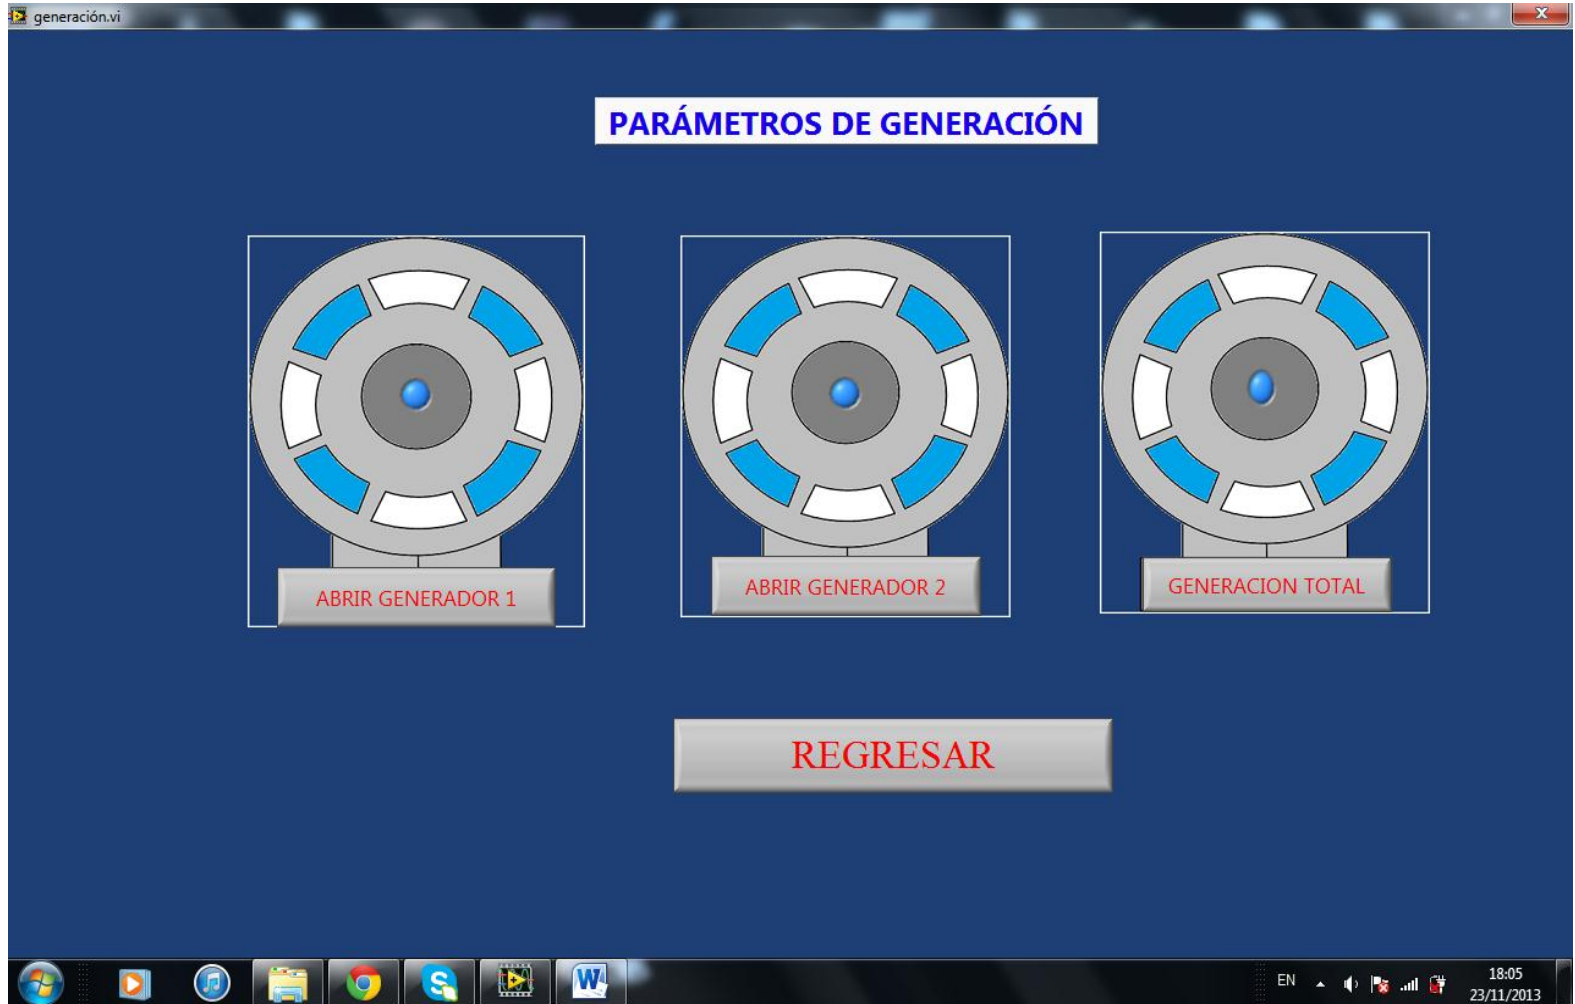 generación.vi
PARÁMETROS DE GENERACIÓN
ABRIR GENERADOR 1
ABRIR GENERADOR 2
GENERACION TOTAL
REGRESAR
EN
18:05
23/11/2013